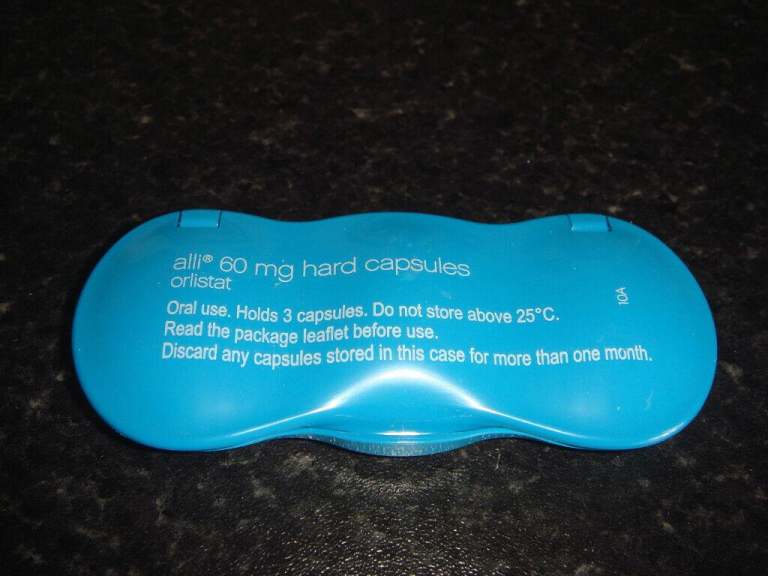 alli® 60 mg hard capsules
orlistat
Oral use. Holds 3 capsules. Do not store above 25°C.
Read the package leaflet before use.
Discard any capsules stored in this case for more than one month.
10A